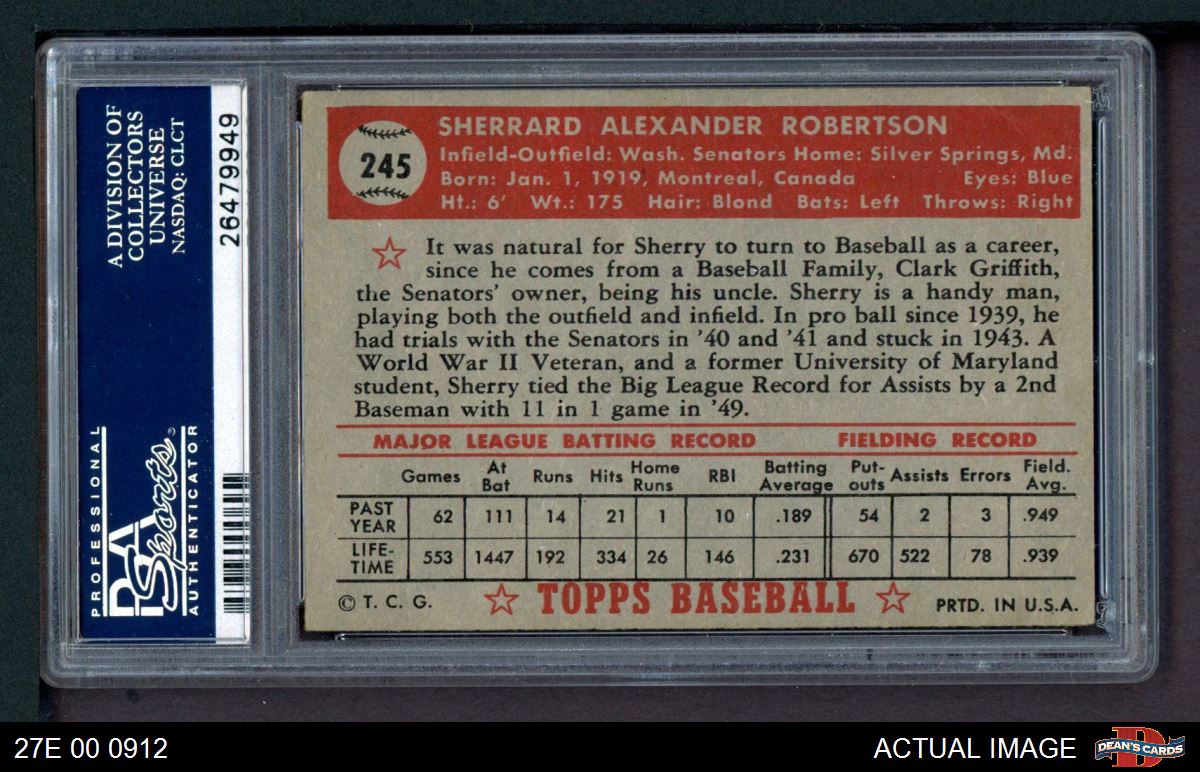 A DIVISION OF
COLLECTORS
UNIVERSE
NASDAQ: CLCT
26479949
PROFESSIONAL
PSA
Sports®
AUTHENTICATOR
245
SHERRARD ALEXANDER ROBERTSON
Infield-Outfield: Wash. Senators Home: Silver Springs, Md.
Born: Jan. 1, 1919, Montreal, Canada Eyes: Blue
Ht.: 6' Wt.: 175 Hair: Blond Bats: Left Throws: Right
It was natural for Sherry to turn to Baseball as a career,
since he comes from a Baseball Family, Clark Griffith,
the Senators' owner, being his uncle. Sherry is a handy man,
playing both the outfield and infield. In pro ball since 1939, he
had trials with the Senators in '40 and '41 and stuck in 1943. A
World War II Veteran, and a former University of Maryland
student, Sherry tied the Big League Record for Assists by a 2nd
Baseman with 11 in 1 game in '49.
MAJOR LEAGUE BATTING RECORD FIELDING RECORD
Games At Bat Runs Hits Home Runs RBI Batting Average Put-outs Assists Errors Field. Avg.
PAST YEAR 62 111 14 21 1 10 .189 54 2 3 .949
LIFE-TIME 553 1447 192 334 26 146 .231 670 522 78 .939
© T. C. G. TOPPS BASEBALL PRTD. IN U.S.A.
27E 00 0912 ACTUAL IMAGE DEAN'S CARDS